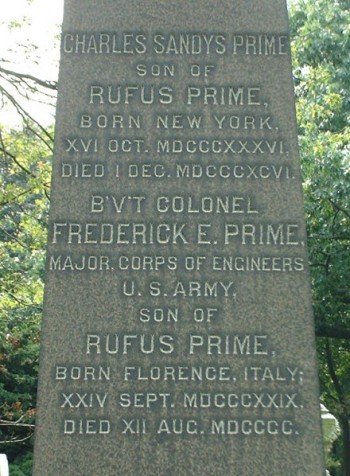 CHARLES SANDYS PRIME
SON OF
RUFUS PRIME,
BORN NEW YORK,
XVI OCT. MDCCCXXXVI.
DIED I DEC. MDCCCXCVI.
B'V'T COLONEL
FREDERICK E. PRIME,
MAJOR, CORPS OF ENGINEERS
U. S. ARMY,
SON OF
RUFUS PRIME,
BORN FLORENCE, ITALY;
XXIV SEPT. MDCCCXXIX.
DIED XII AUG. MDCCCC.